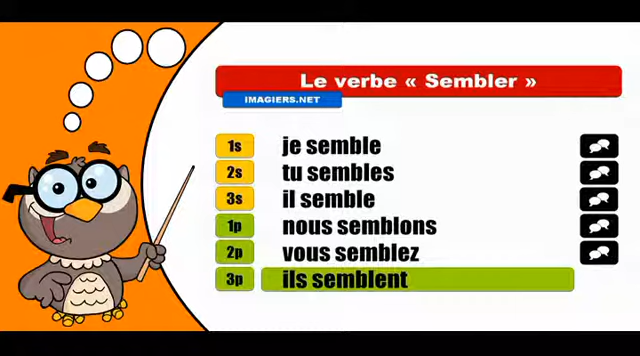 Le verbe « Sembler »
IMAGIERS.NET
1s je semble
2s tu sembles
3s il semble
1p nous semblons
2p vous semblez
3p ils semblent